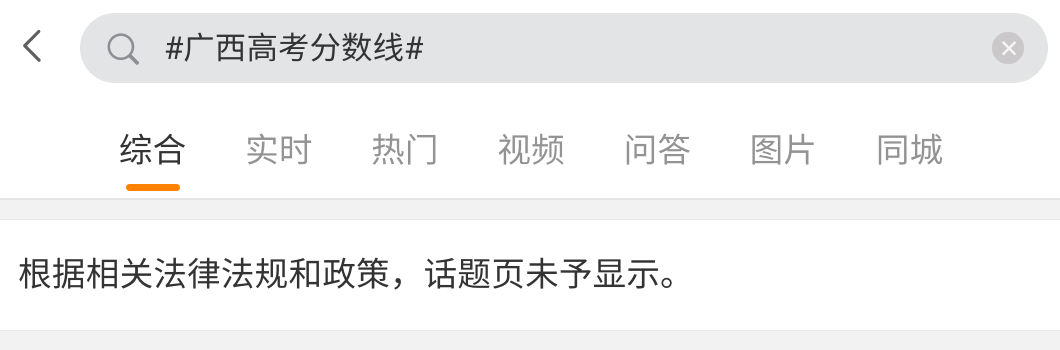 #广西高考分数线#
综合 实时 热门 视频 问答 图片 同城
根据相关法律法规和政策，话题页未予显示。